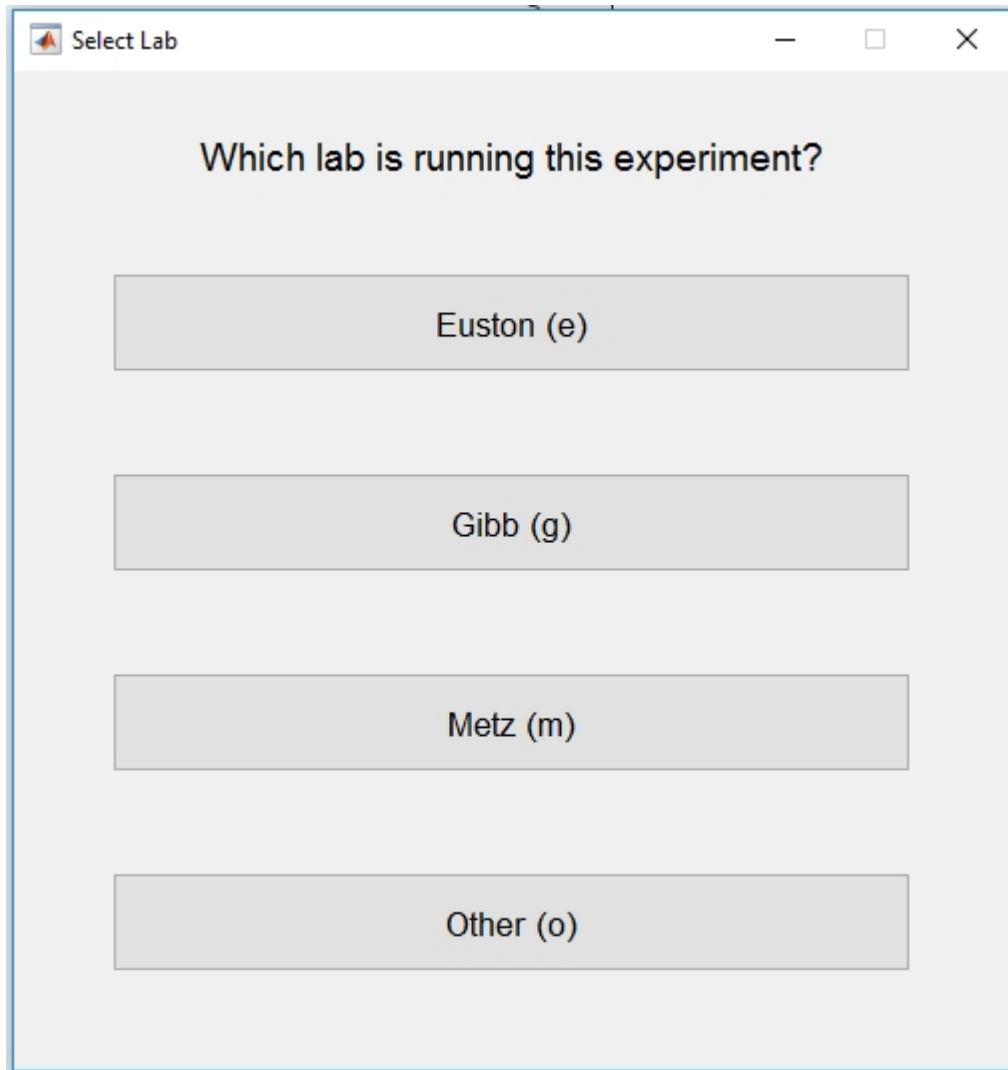 Select Lab
Which lab is running this experiment?
Euston (e)
Gibb (g)
Metz (m)
Other (o)